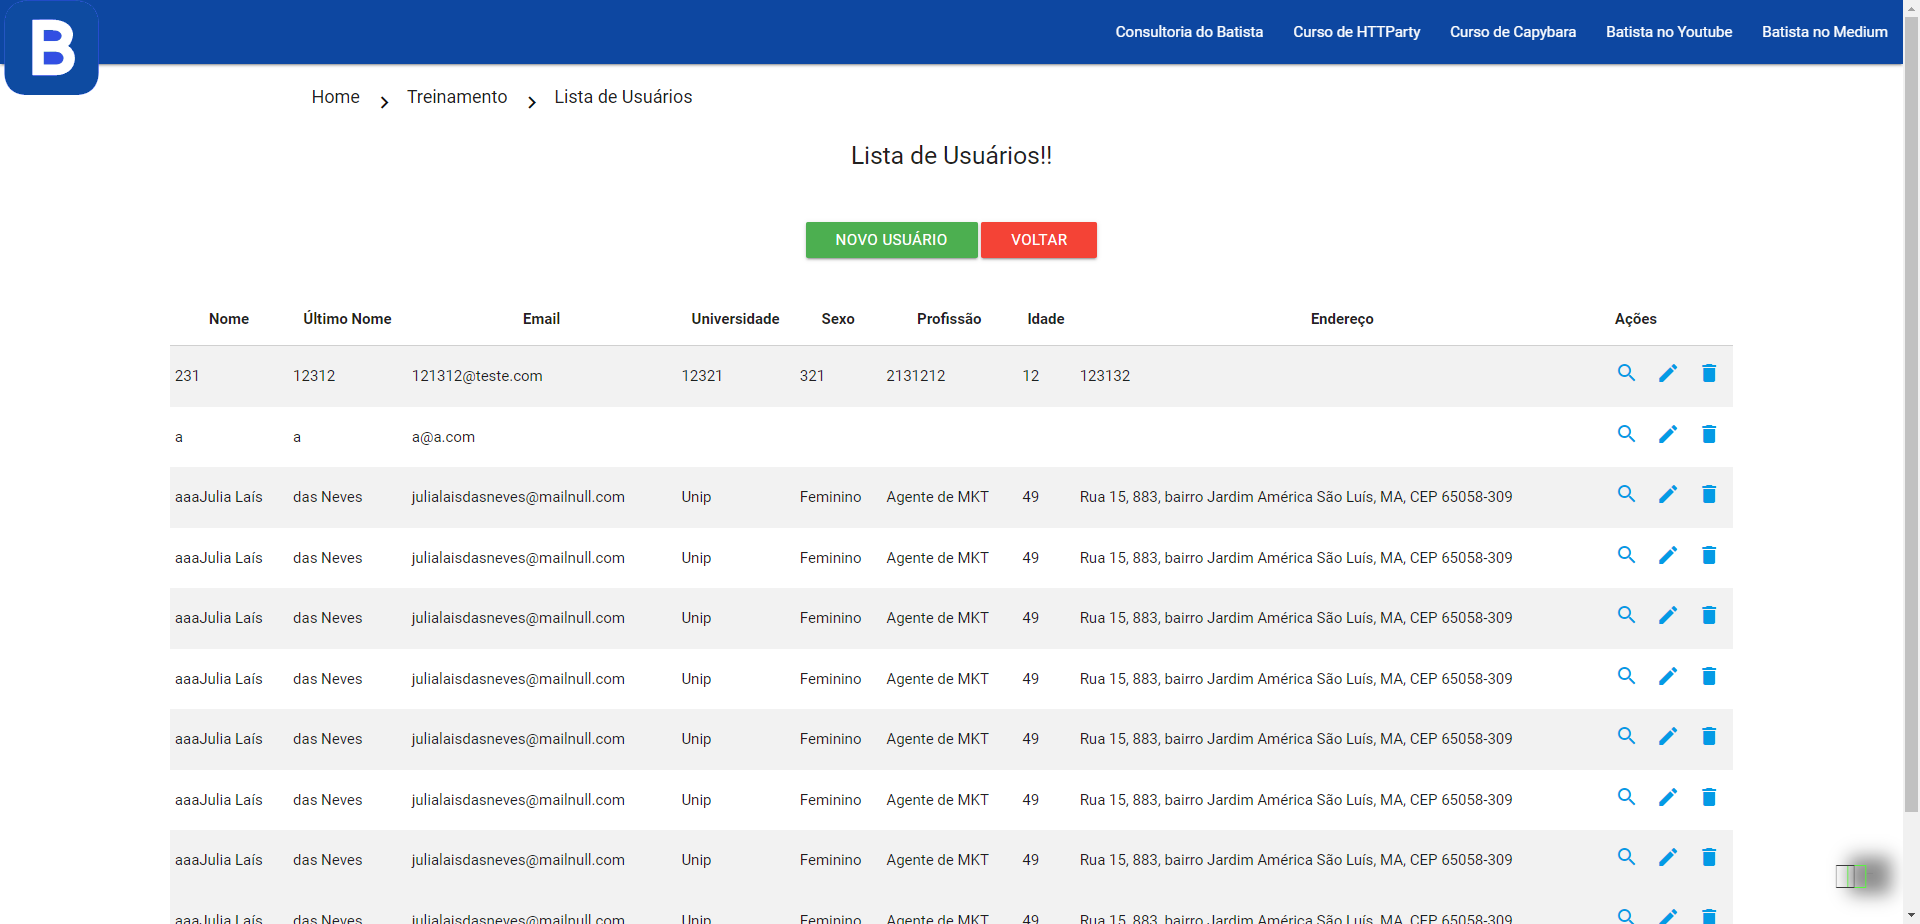 B
Consultoria do Batista Curso de HTTParty Curso de Capybara Batista no Youtube Batista no Medium
Home Treinamento Lista de Usuários
Lista de Usuários!!
NOVO USUÁRIO VOLTAR
Nome Último Nome Email Universidade Sexo Profissão Idade Endereço Ações
231 12312 121312@teste.com 12321 321 2131212 12 123132
a a a@a.com
aaaJulia Laís das Neves julialaisdasneves@mailnull.com Unip Feminino Agente de MKT 49 Rua 15, 883, bairro Jardim América São Luís, MA, CEP 65058-309
aaaJulia Laís das Neves julialaisdasneves@mailnull.com Unip Feminino Agente de MKT 49 Rua 15, 883, bairro Jardim América São Luís, MA, CEP 65058-309
aaaJulia Laís das Neves julialaisdasneves@mailnull.com Unip Feminino Agente de MKT 49 Rua 15, 883, bairro Jardim América São Luís, MA, CEP 65058-309
aaaJulia Laís das Neves julialaisdasneves@mailnull.com Unip Feminino Agente de MKT 49 Rua 15, 883, bairro Jardim América São Luís, MA, CEP 65058-309
aaaJulia Laís das Neves julialaisdasneves@mailnull.com Unip Feminino Agente de MKT 49 Rua 15, 883, bairro Jardim América São Luís, MA, CEP 65058-309
aaaJulia Laís das Neves julialaisdasneves@mailnull.com Unip Feminino Agente de MKT 49 Rua 15, 883, bairro Jardim América São Luís, MA, CEP 65058-309
aaaJulia Laís das Neves julialaisdasneves@mailnull.com Unip Feminino Agente de MKT 49 Rua 15, 883, bairro Jardim América São Luís, MA, CEP 65058-309
aaaJulia Laís das Neves julialaisdasneves@mailnull.com Unip Feminino Agente de MKT 49 Rua 15, 883, bairro Jardim América São Luís, MA, CEP 65058-309